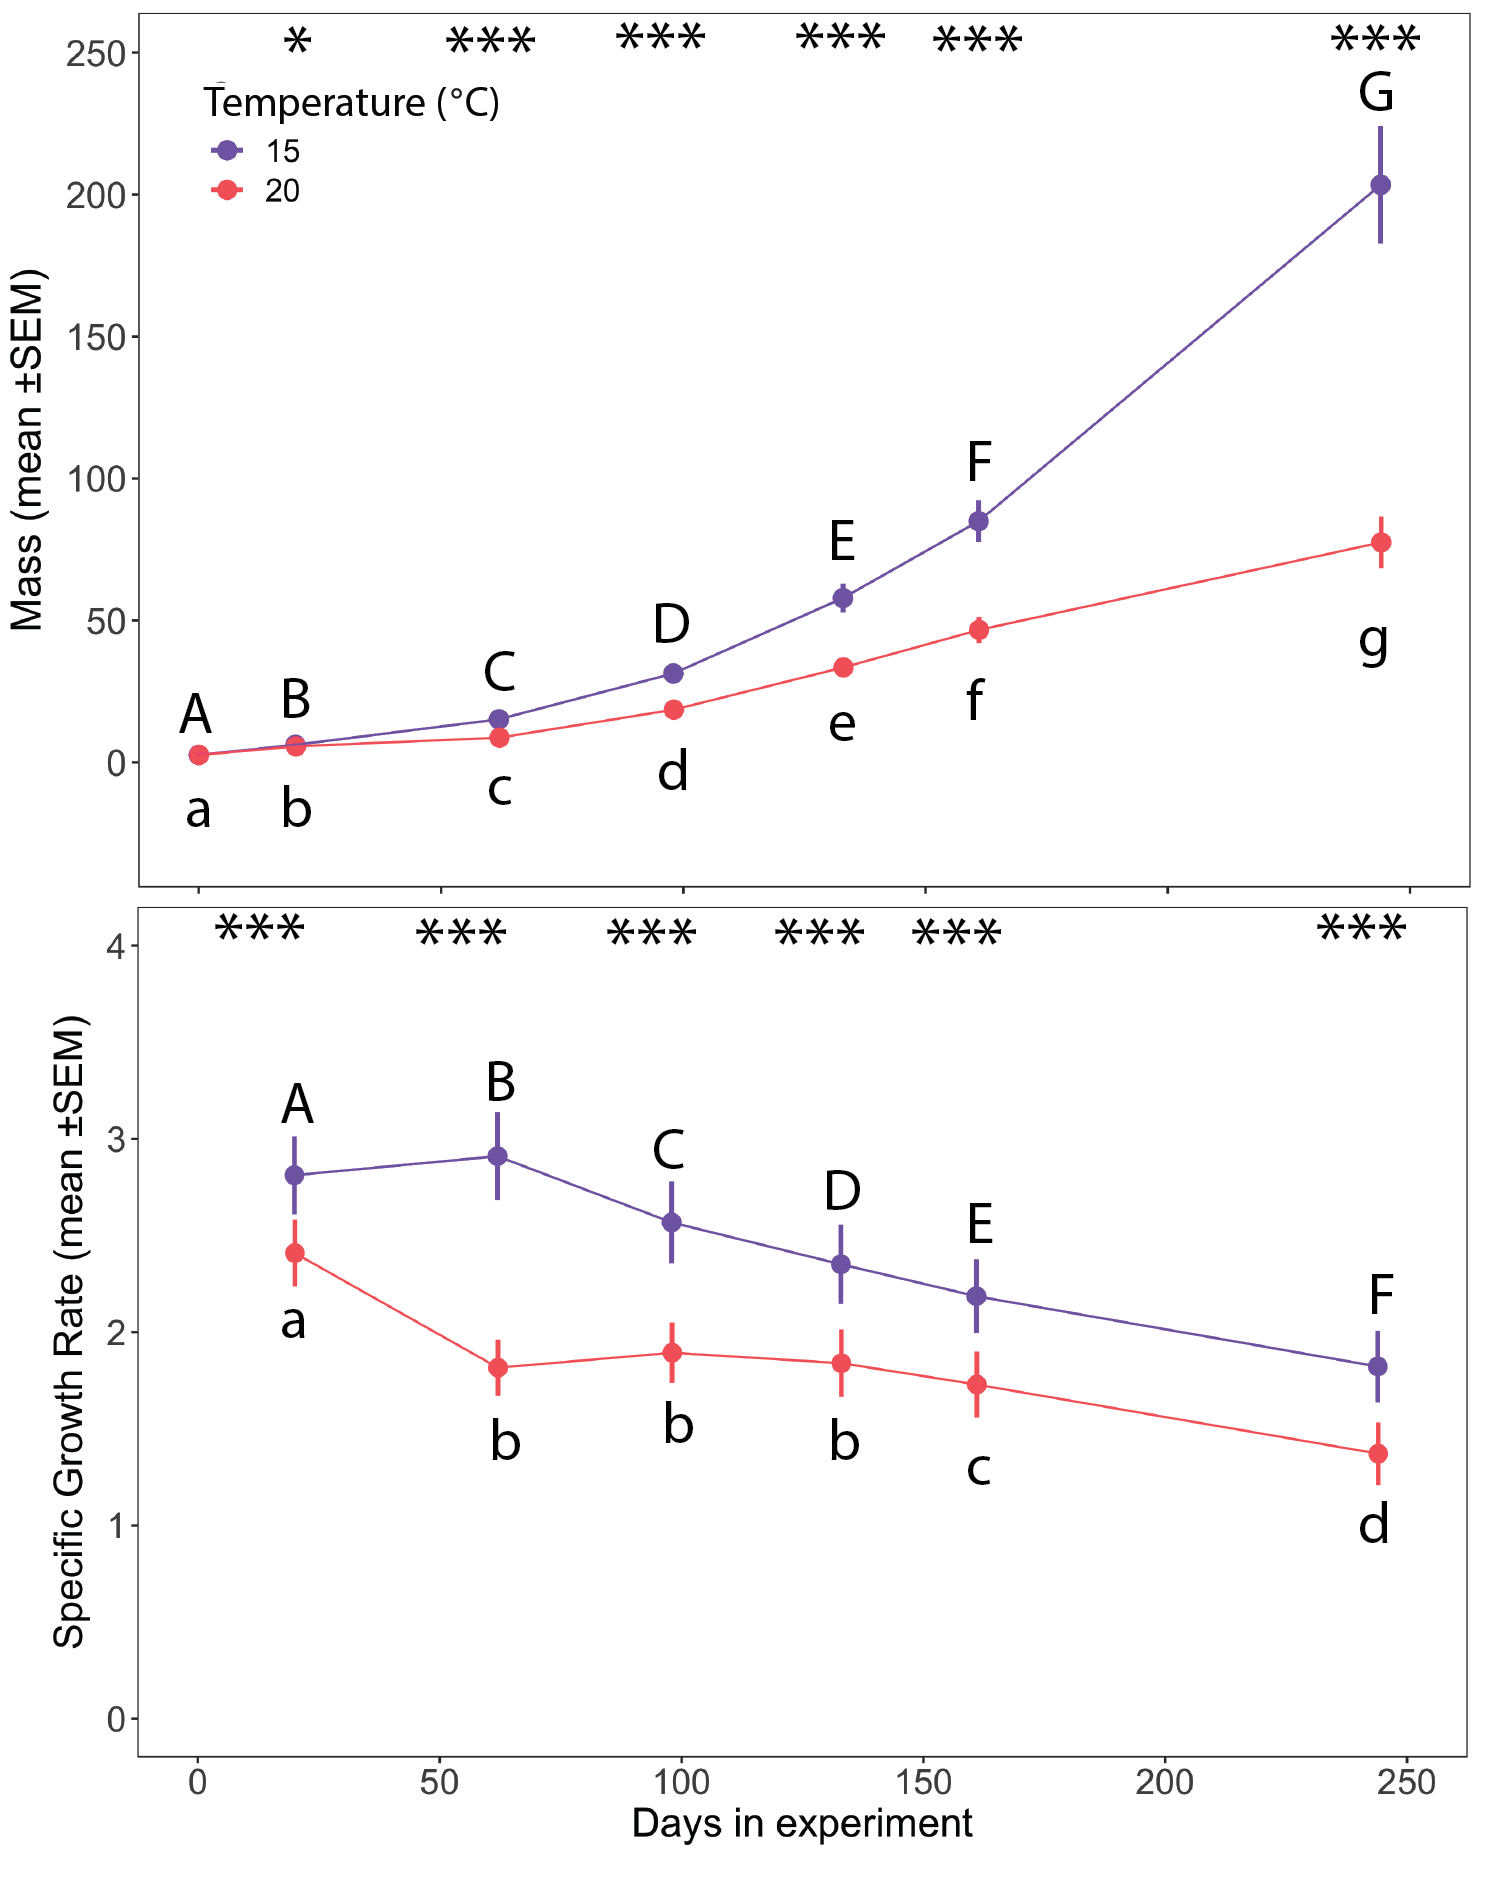 * *** *** *** *** ***
250
Temperature (°C)
15
20
G
200
150
Mass (mean ±SEM)
100
F
E
50
D
g
C
B
A
f
e
0
d
c
a
b
*** *** *** *** *** ***
4
B
A
3
C
D
E
F
Specific Growth Rate (mean ±SEM)
a
2
b
b
b
c
1
d
0
0 50 100 150 200 250
Days in experiment